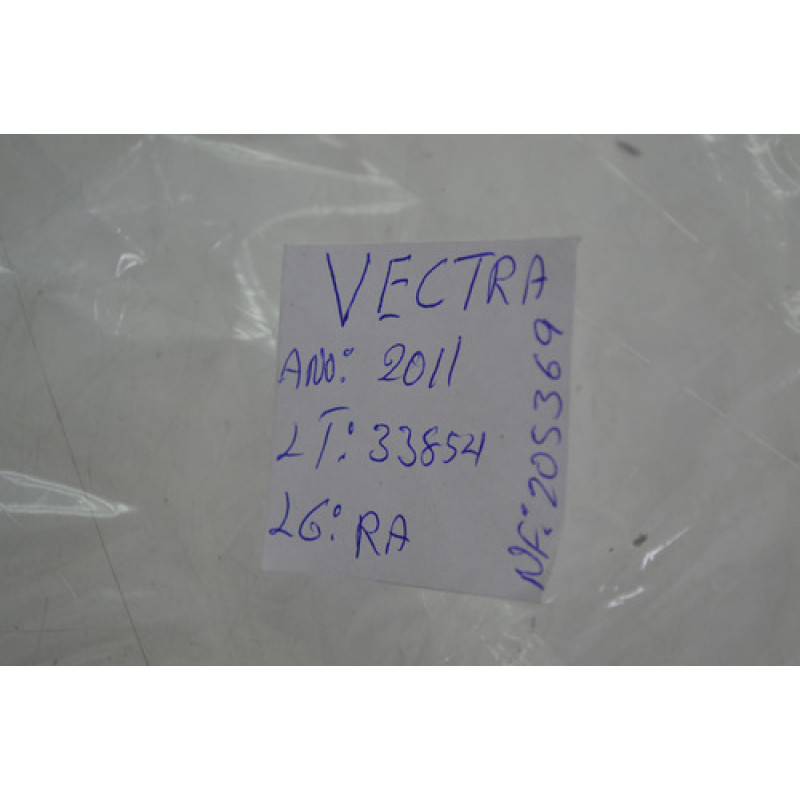 VECTRA
ANO: 2011
LT: 33854
LG: RA
NF: 205369